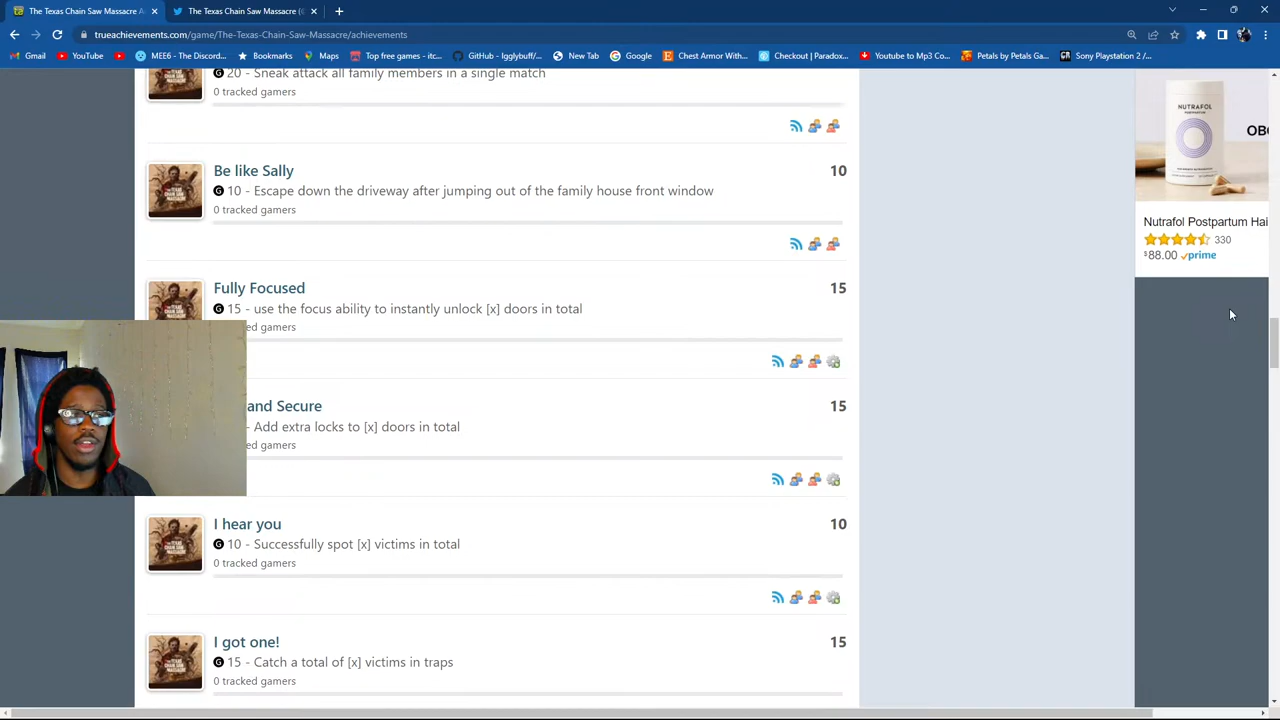 The Texas Chain Saw Massacre A
The Texas Chain Saw Massacre (
trueachievements.com/game/The-Texas-Chain-Saw-Massacre/achievements
Gmail
YouTube
MEE6 - The Discord...
Bookmarks
Maps
Top free games - itc...
GitHub - Igglybuff/...
New Tab
Google
Chest Armor With...
Checkout | Paradox...
Youtube to Mp3 Co...
Petals by Petals Ga...
Sony Playstation 2 /...
G 20 - Sneak attack all family members in a single match
0 tracked gamers
Be like Sally 10
G 10 - Escape down the driveway after jumping out of the family house front window
0 tracked gamers
Fully Focused 15
G 15 - use the focus ability to instantly unlock [x] doors in total
ed gamers
and Secure 15
- Add extra locks to [x] doors in total
ed gamers
I hear you 10
G 10 - Successfully spot [x] victims in total
0 tracked gamers
I got one! 15
G 15 - Catch a total of [x] victims in traps
0 tracked gamers
NUTRAFOL
OBG
Nutrafol Postpartum Hai
330
$88.00 prime